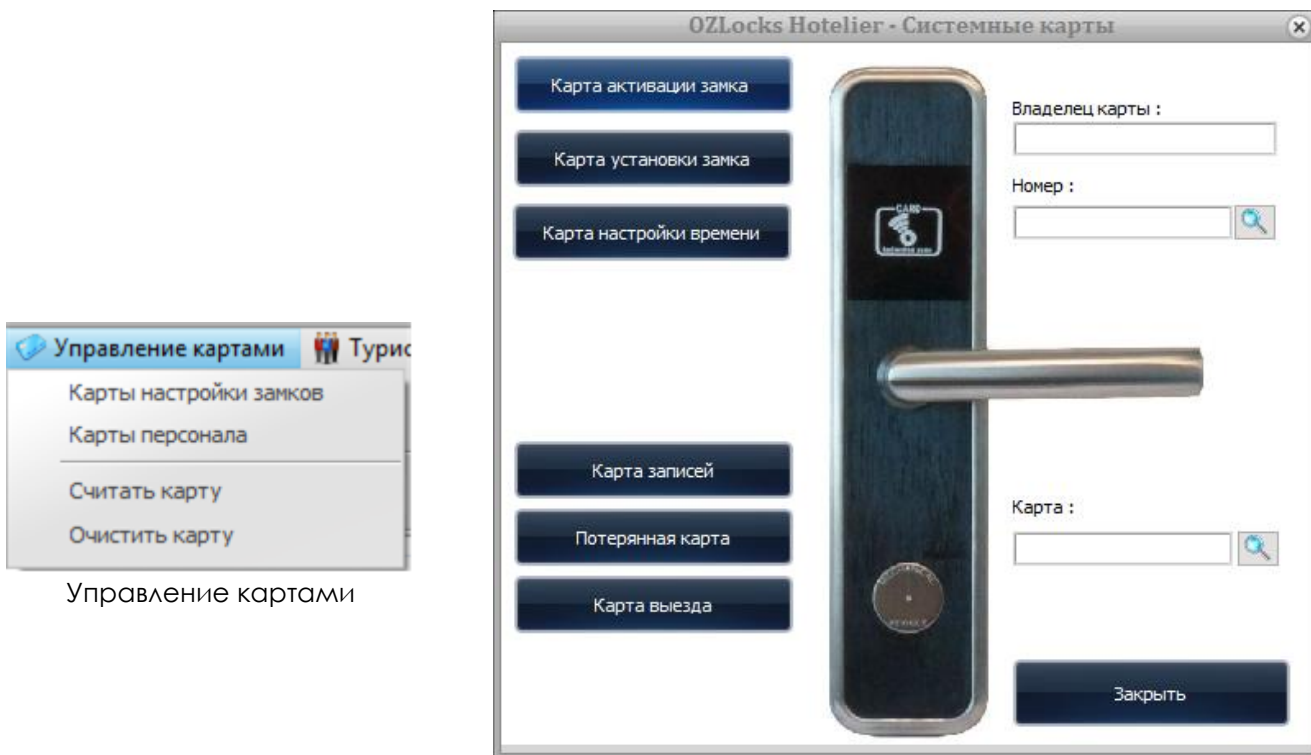 OZLocks Hotelier - Системные карты
Карта активации замка
Карта установки замка
Карта настройки времени
Карта записей
Потерянная карта
Карта выезда
Владелец карты :
Номер :
CARD
Карта :
Закрыть
Управление картами
Турис
Карты настройки замков
Карты персонала
Считать карту
Очистить карту
Управление картами